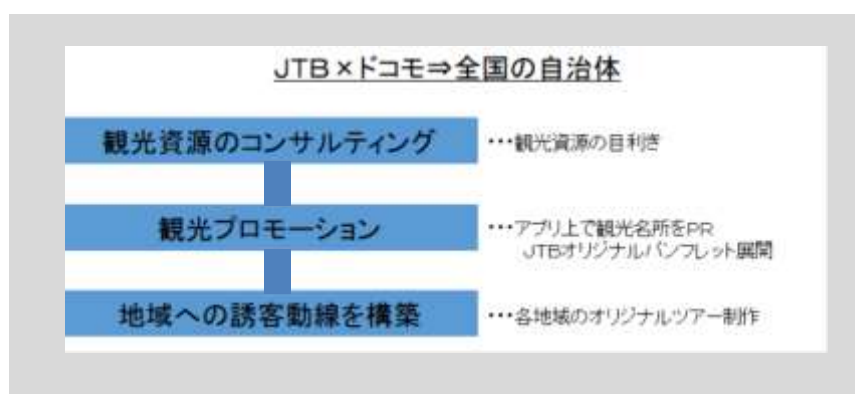 JTB×ドコモ⇒全国の自治体
観光資源のコンサルティング
･･･観光資源の目利き
観光プロモーション
･･･アプリ上で観光名所をPR
JTBオリジナルパンフレット展開
地域への誘客動線を構築
･･･各地域のオリジナルツアー制作